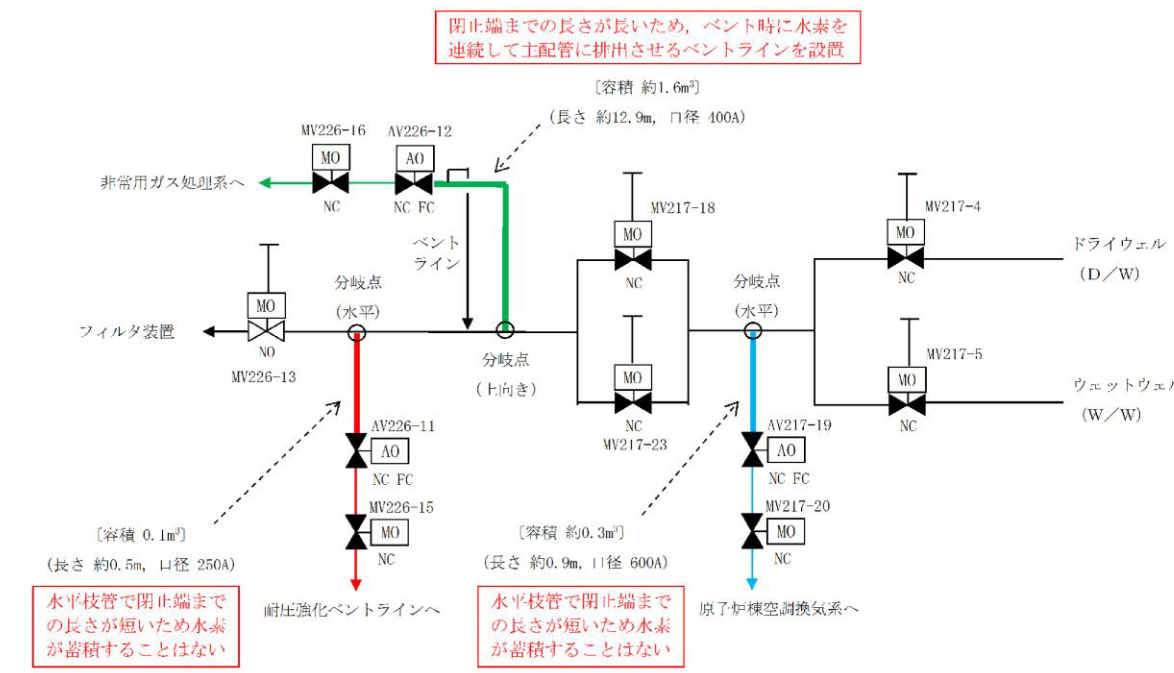 閉止端までの長さが長いため，ベント時に水素を
連続して主配管に排出させるベントラインを設置
［容積 約1.6m³］
(長さ 約12.9m, 口径 400A)
MV226-16
AV226-12
MO
AO
非常用ガス処理系へ
NC
NC FC
MV217-18
MV217-4
MO
MO
ベント
ライン
NC
NC
ドライウェル
(D／W)
分岐点
(水平)
分岐点
(水平)
MO
フィルタ装置
NO
MV226-13
分岐点
(上向き)
MV217-5
MO
MO
ウェットウェル
(W／W)
NC
NC
MV217-23
AV226-11
AO
NC FC
AV217-19
AO
NC FC
MV226-15
MO
NC
MV217-20
MO
NC
［容積 0.1m³］
(長さ 約0.5m, 口径 250A)
［容積 約0.3m³］
(長さ 約0.9m, 口径 600A)
水平枝管で閉止端まで
の長さが短いため水素
が蓄積することはない
耐圧強化ベントラインへ
水平枝管で閉止端まで
の長さが短いため水素
が蓄積することはない
原子炉棟空調換気系へ